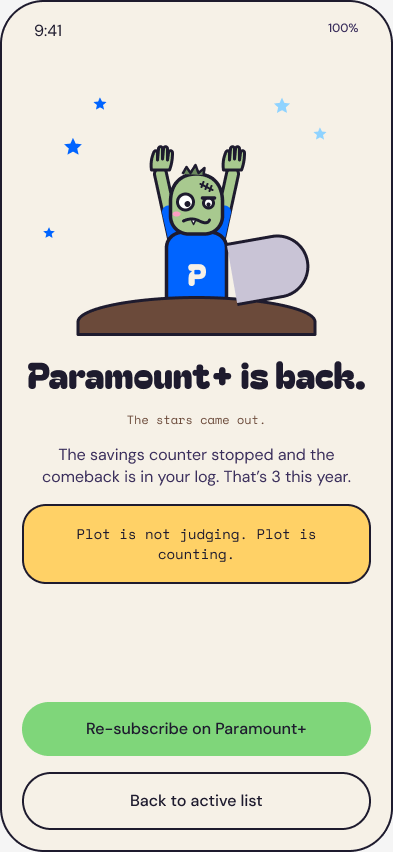 9:41
100%
P
Paramount+ is back.
The stars came out.
The savings counter stopped and the
comeback is in your log. That’s 3 this year.
Plot is not judging. Plot is
counting.
Re-subscribe on Paramount+
Back to active list